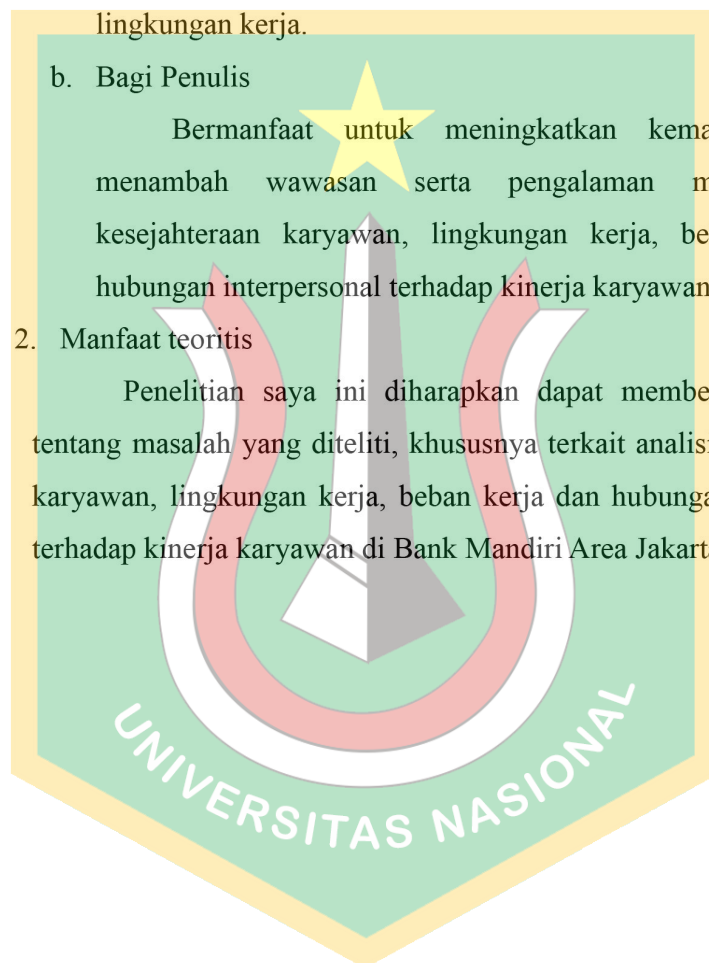 lingkungan kerja.
b. Bagi Penulis
Bermanfaat untuk meningkatkan kema
menambah wawasan serta pengalaman m
kesejahteraan karyawan, lingkungan kerja, be
hubungan interpersonal terhadap kinerja karyawan
2. Manfaat teoritis
Penelitian saya ini diharapkan dapat membe
tentang masalah yang diteliti, khususnya terkait analisi
karyawan, lingkungan kerja, beban kerja dan hubunga
terhadap kinerja karyawan di Bank Mandiri Area Jakart
UNIVERSITAS NASIONAL